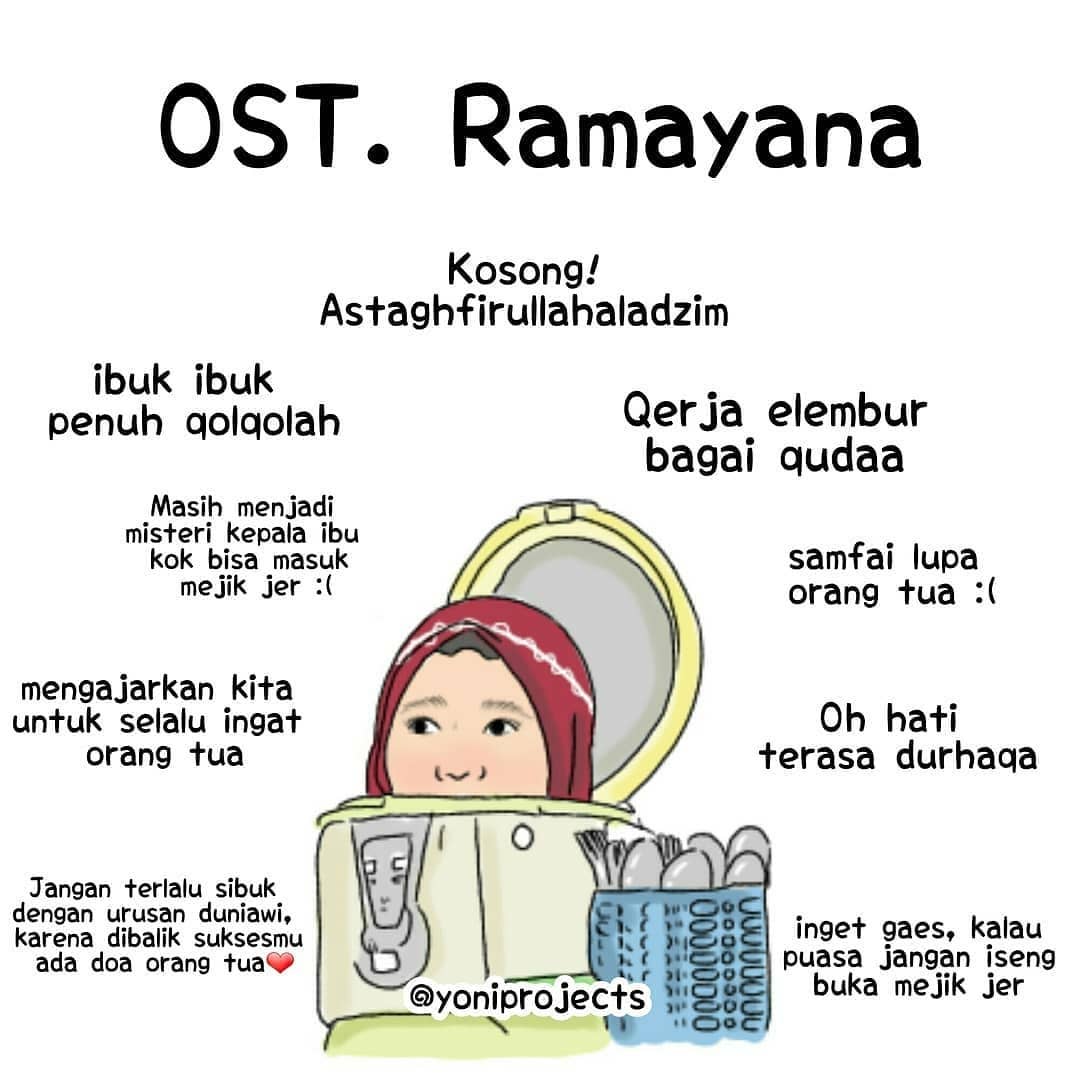 OST. Ramayana
Kosong!
Astaghfirullahaladzim
ibuk ibuk
penuh qolqolah
Qerja elembur
bagai qudaa
Masih menjadi
misteri kepala ibu
kok bisa masuk
mejik jer :(
samfai lupa
orang tua :(
mengajarkan kita
untuk selalu ingat
orang tua
Oh hati
terasa durhaqa
Jangan terlalu sibuk
dengan urusan duniawi,
karena dibalik suksesmu
ada doa orang tua❤
inget gaes, kalau
puasa jangan iseng
buka mejik jer
@yoniprojects